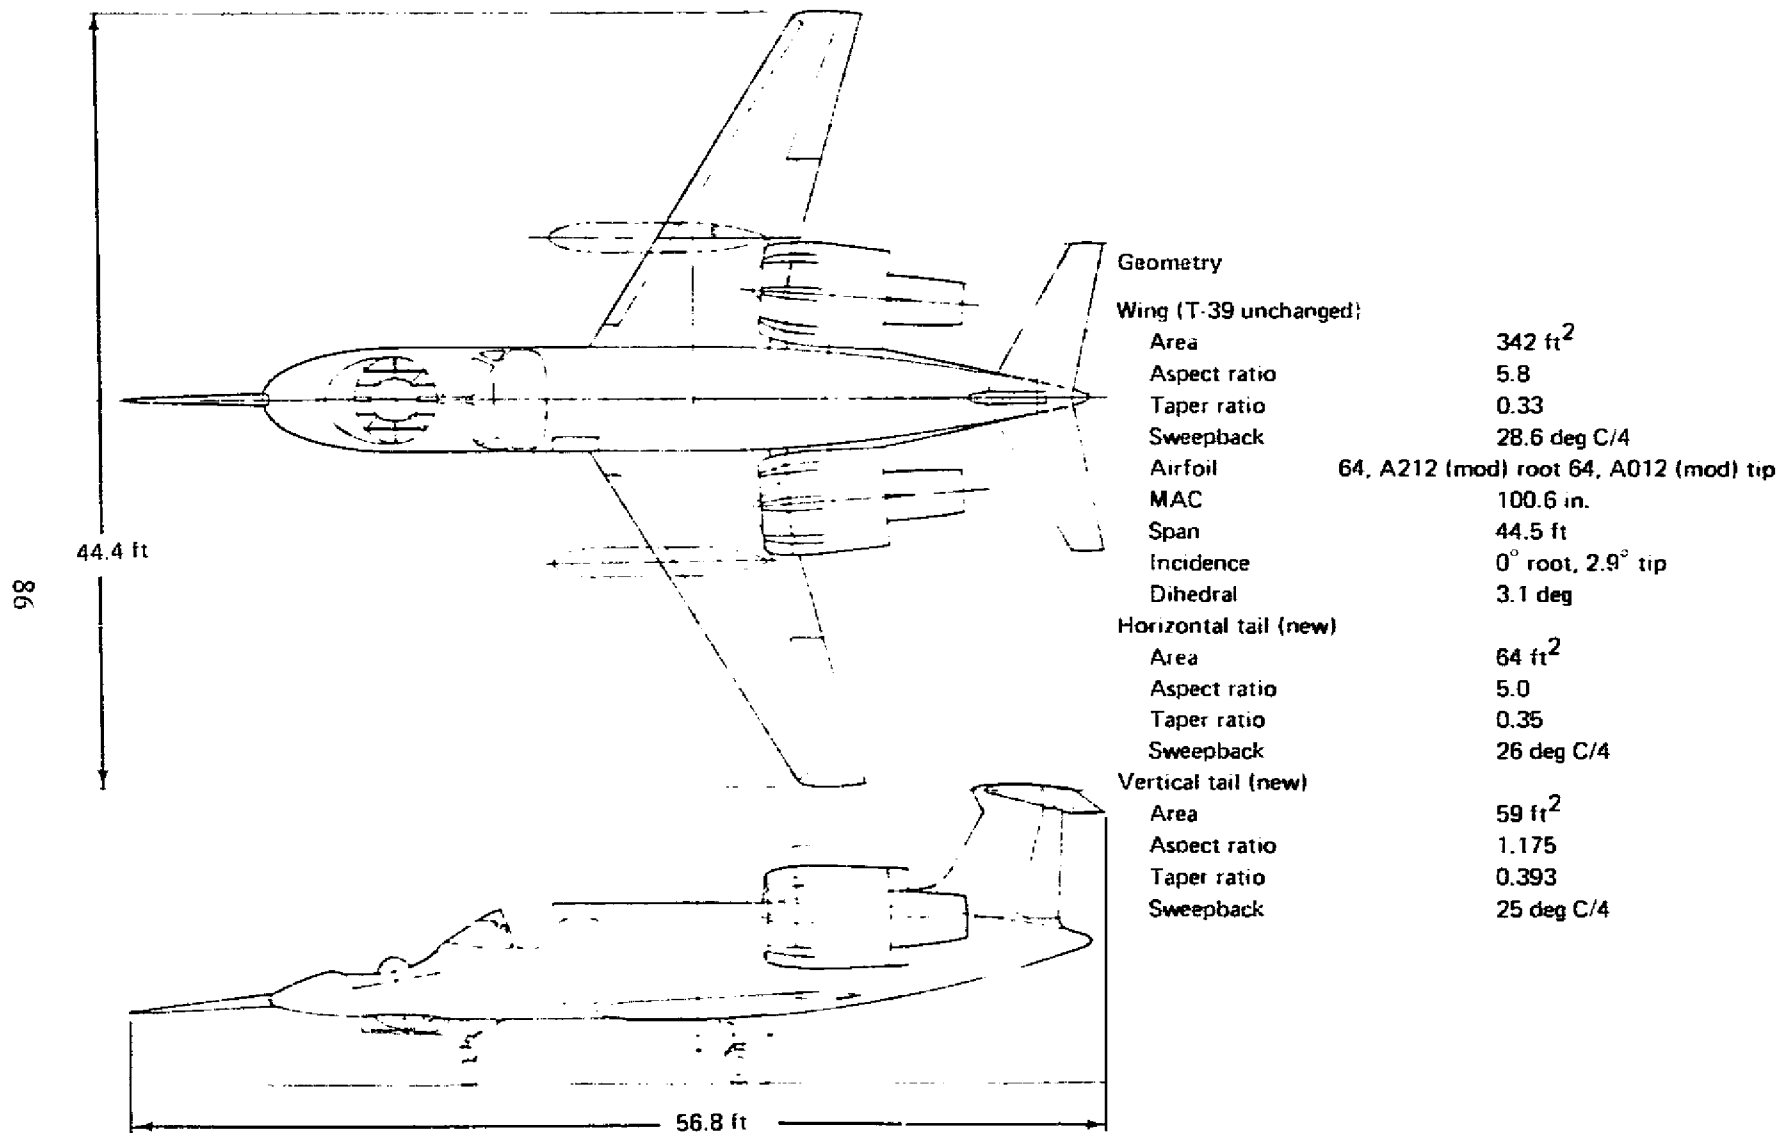 Geometry
Wing (T-39 unchanged)
Area 342 ft2
Aspect ratio 5.8
Taper ratio 0.33
Sweepback 28.6 deg C/4
Airfoil 64, A212 (mod) root 64, A012 (mod) tip
MAC 100.6 in.
Span 44.5 ft
Incidence 0° root, 2.9° tip
Dihedral 3.1 deg
Horizontal tail (new)
Area 64 ft2
Aspect ratio 5.0
Taper ratio 0.35
Sweepback 26 deg C/4
Vertical tail (new)
Area 59 ft2
Aspect ratio 1.175
Taper ratio 0.393
Sweepback 25 deg C/4
44.4 ft
56.8 ft
86